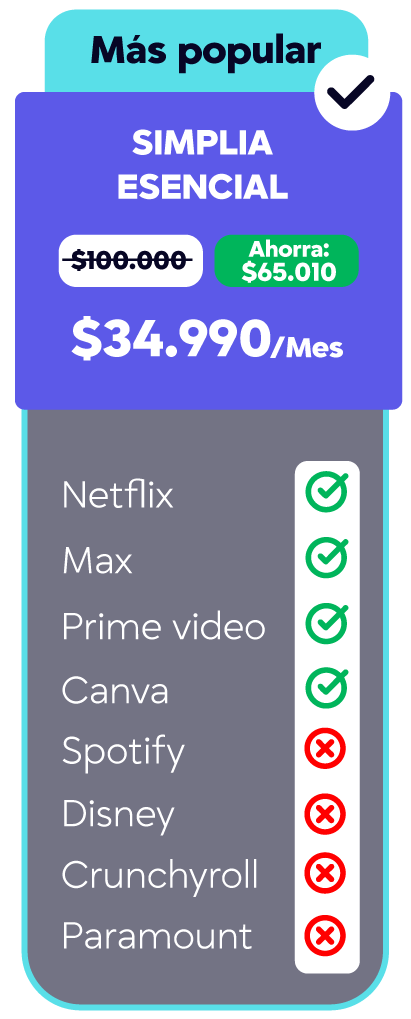 Más popular
SIMPLIA
ESENCIAL
$100.000
Ahorra:
$65.010
$34.990/Mes
Netflix
Max
Prime video
Canva
Spotify
Disney
Crunchyroll
Paramount